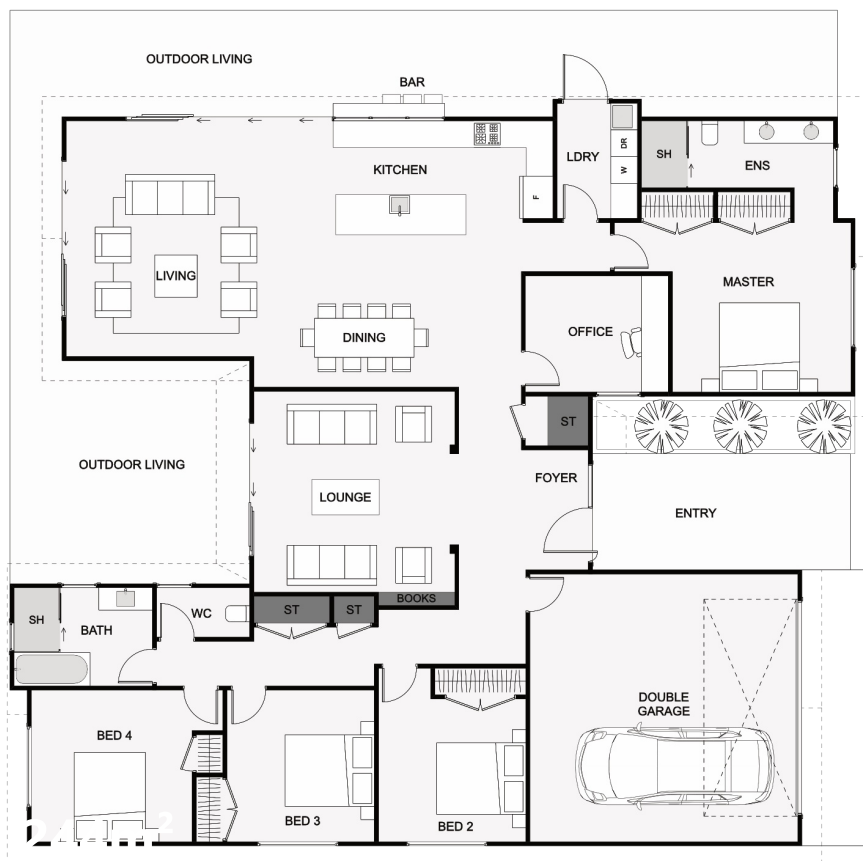 OUTDOOR LIVING
BAR
KITCHEN
LDRY
DR
W
SH
ENS
F
LIVING
MASTER
DINING
OFFICE
ST
OUTDOOR LIVING
LOUNGE
FOYER
ENTRY
BOOKS
ST
ST
WC
SH
BATH
BED 4
BED 3
BED 2
DOUBLE
GARAGE